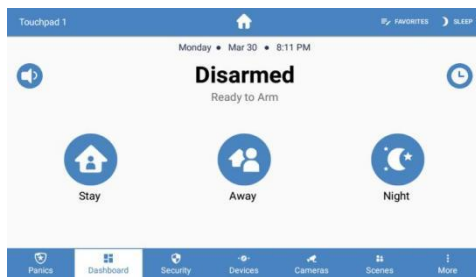 Touchpad 1
FAVORITES
SLEEP
Monday • Mar 30 • 8:11 PM
Disarmed
Ready to Arm
Stay
Away
Night
Panics
Dashboard
Security
Devices
Cameras
Scenes
More